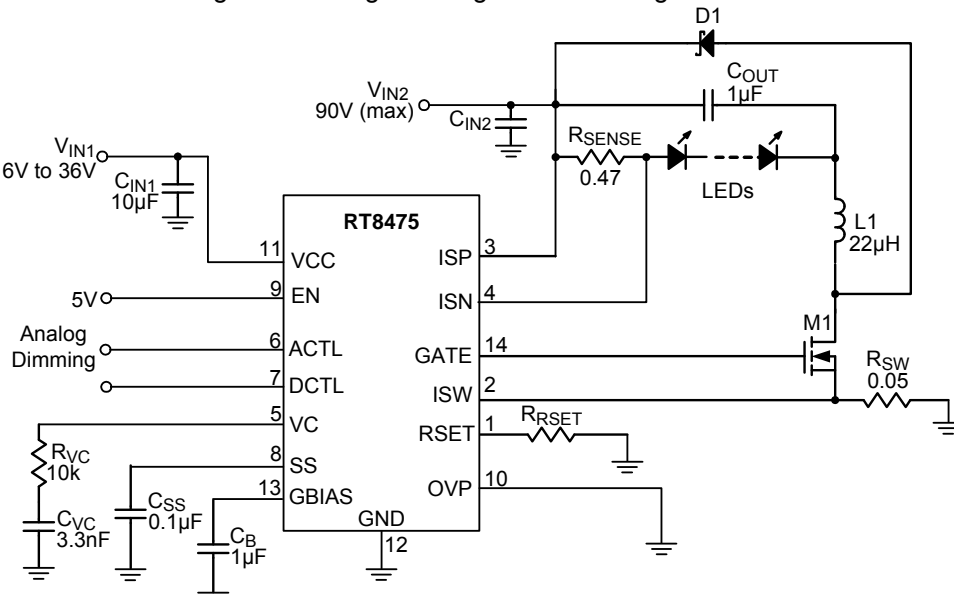 D1
COUT
1µF
VIN2
90V (max)
CIN2
RSENSE
0.47
LEDs
VIN1
6V to 36V
CIN1
10µF
L1
22µH
RT8475
11
VCC
ISP
3
9
EN
ISN
4
5V
Analog
Dimming
6
ACTL
7
DCTL
GATE
14
M1
ISW
2
RSW
0.05
5
VC
RSET
1
RRSET
RVC
10k
8
SS
OVP
10
13
GBIAS
CVC
3.3nF
CSS
0.1µF
CB
1µF
GND
12